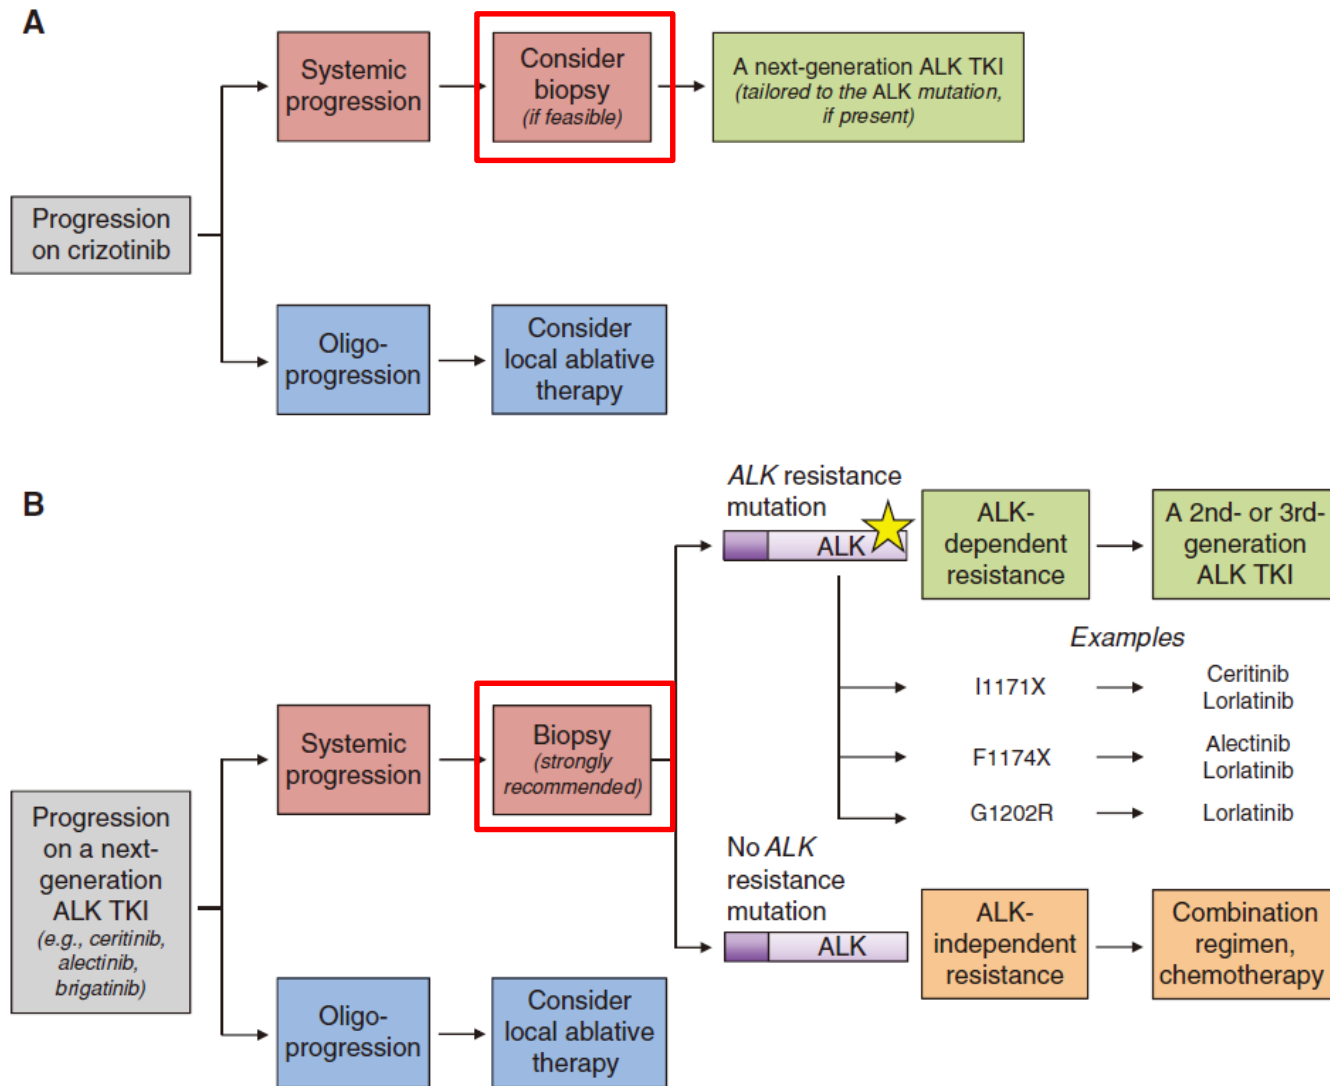 A
Systemic
progression
Consider
biopsy
(if feasible)
A next-generation ALK TKI
(tailored to the ALK mutation,
if present)
Progression
on crizotinib
Oligo-
progression
Consider
local ablative
therapy
B
ALK resistance
mutation
ALK
ALK-
dependent
resistance
A 2nd- or 3rd-
generation
ALK TKI
Examples
I1171X
Ceritinib
Lorlatinib
F1174X
Alectinib
Lorlatinib
G1202R
Lorlatinib
Systemic
progression
Biopsy
(strongly
recommended)
Progression
on a next-
generation
ALK TKI
(e.g., ceritinib,
alectinib,
brigatinib)
No ALK
resistance
mutation
ALK
ALK-
independent
resistance
Combination
regimen,
chemotherapy
Oligo-
progression
Consider
local ablative
therapy